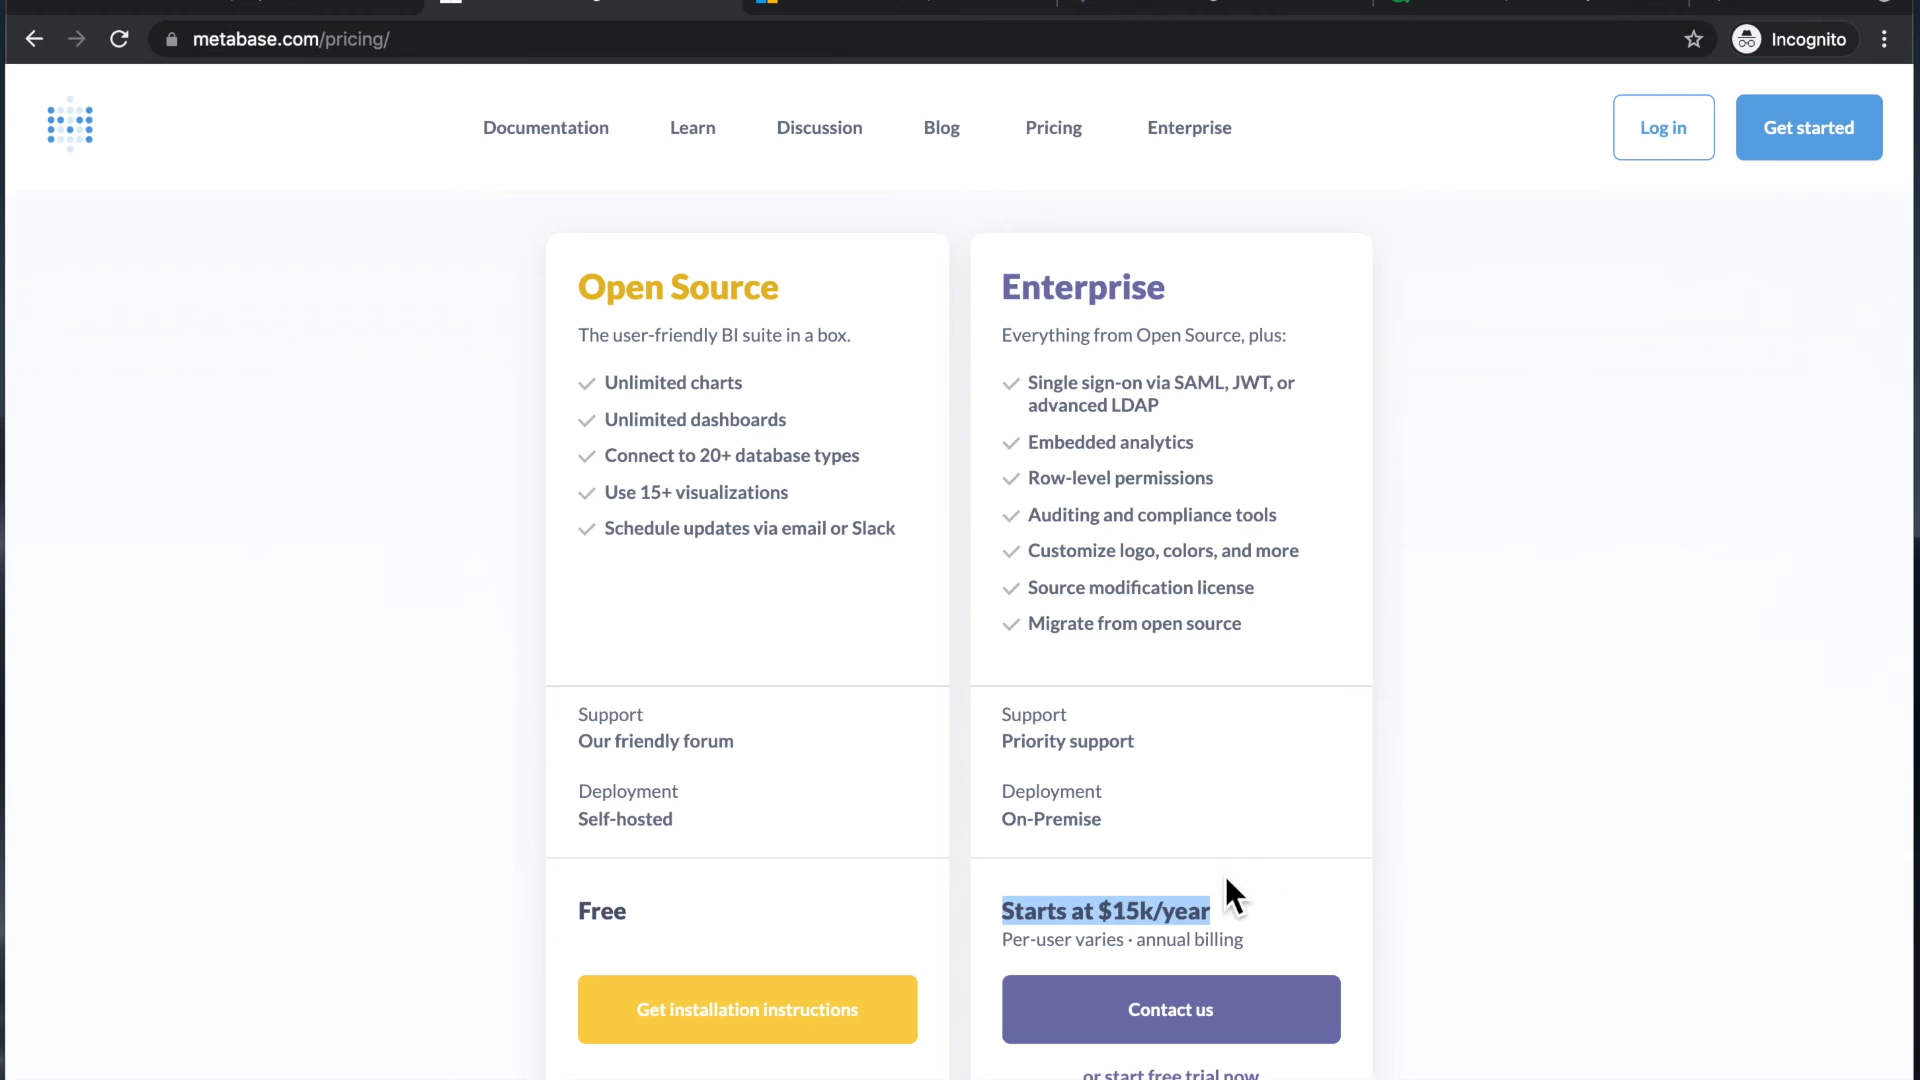 metabase.com/pricing/
Incognito
Documentation
Learn
Discussion
Blog
Pricing
Enterprise
Log in
Get started
Open Source
The user-friendly BI suite in a box.
Unlimited charts
Unlimited dashboards
Connect to 20+ database types
Use 15+ visualizations
Schedule updates via email or Slack
Support
Our friendly forum
Deployment
Self-hosted
Free
Get installation instructions
Enterprise
Everything from Open Source, plus:
Single sign-on via SAML, JWT, or
advanced LDAP
Embedded analytics
Row-level permissions
Auditing and compliance tools
Customize logo, colors, and more
Source modification license
Migrate from open source
Support
Priority support
Deployment
On-Premise
Starts at $15k/year
Per-user varies · annual billing
Contact us
or start free trial now